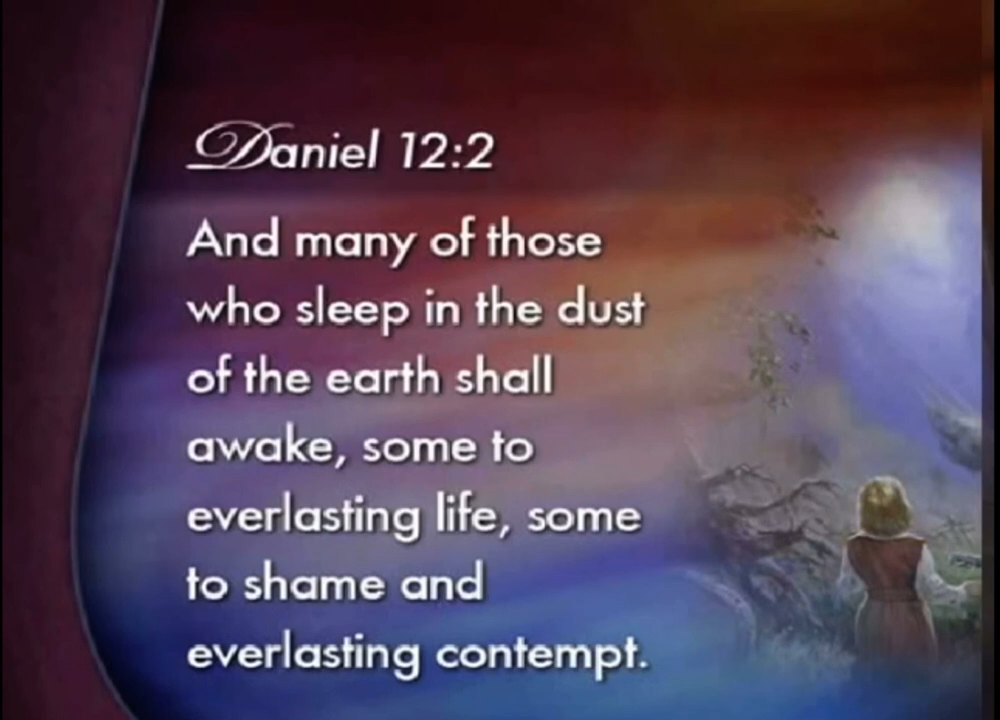 Daniel 12:2
And many of those
who sleep in the dust
of the earth shall
awake, some to
everlasting life, some
to shame and
everlasting contempt.